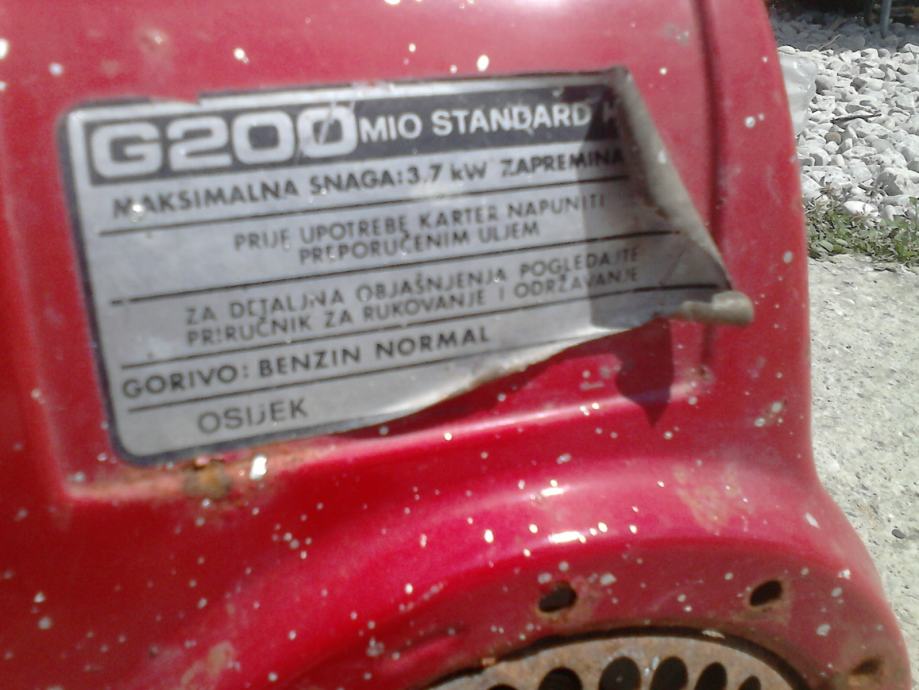 G200 MIO STANDARD
MAKSIMALNA SNAGA: 3,7 kW ZAPREMINA
PRIJE UPOTREBE KARTER NAPUNITI
PREPORUČENIM ULJEM
ZA DETALJNA OBJAŠNJENJA POGLEDAJTE
PRIRUČNIK ZA RUKOVANJE I ODRŽAVANJE
GORIVO: BENZIN NORMAL
OSIJEK